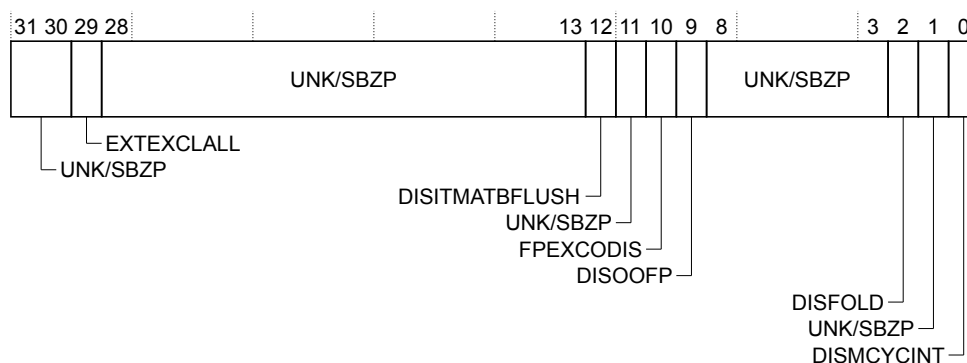 31 30 29 28 13 12 11 10 9 8 3 2 1 0
UNK/SBZP UNK/SBZP
EXTEXCLALL
UNK/SBZP
DISITMATBFLUSH
UNK/SBZP
FPEXCODIS
DISOOFP
DISFOLD
UNK/SBZP
DISMCYCINT